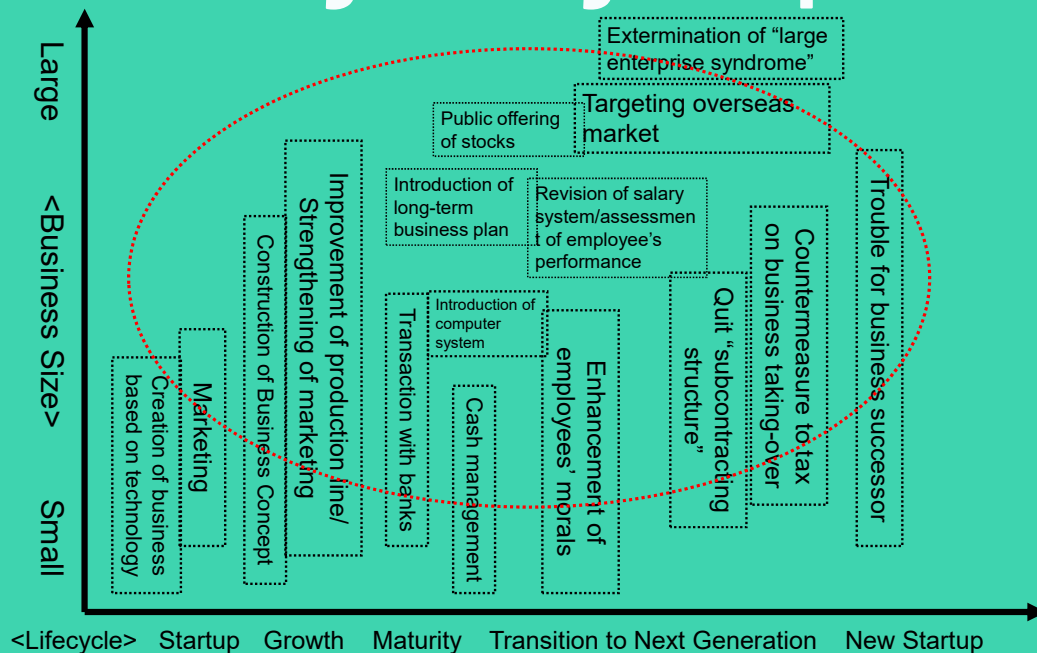 Large
<Business Size>
Small
Extermination of “large
enterprise syndrome”
Targeting overseas
market
Public offering
of stocks
Introduction of
long-term
business plan
Revision of salary
system/assessmen
t of employee’s
performance
Introduction of
computer
system
Creation of business
based on technology
Marketing
Construction of Business Concept
Improvement of production line/
Strengthening of marketing
Transaction with banks
Cash management
Enhancement of
employees’ morals
Quit “subcontracting
structure”
Countermeasure to tax
on business taking-over
Trouble for business successor
<Lifecycle> Startup Growth Maturity Transition to Next Generation New Startup